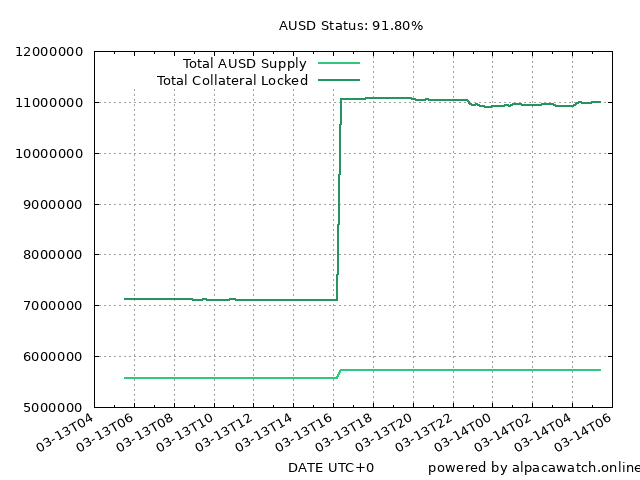 AUSD Status: 91.80%
12000000
Total AUSD Supply
Total Collateral Locked
11000000
10000000
9000000
8000000
7000000
6000000
5000000
03-13T04
03-13T06
03-13T08
03-13T10
03-13T12
03-13T14
03-13T16
03-13T18
03-13T20
03-13T22
03-14T00
03-14T02
03-14T04
03-14T06
DATE UTC+0
powered by alpacawatch.online